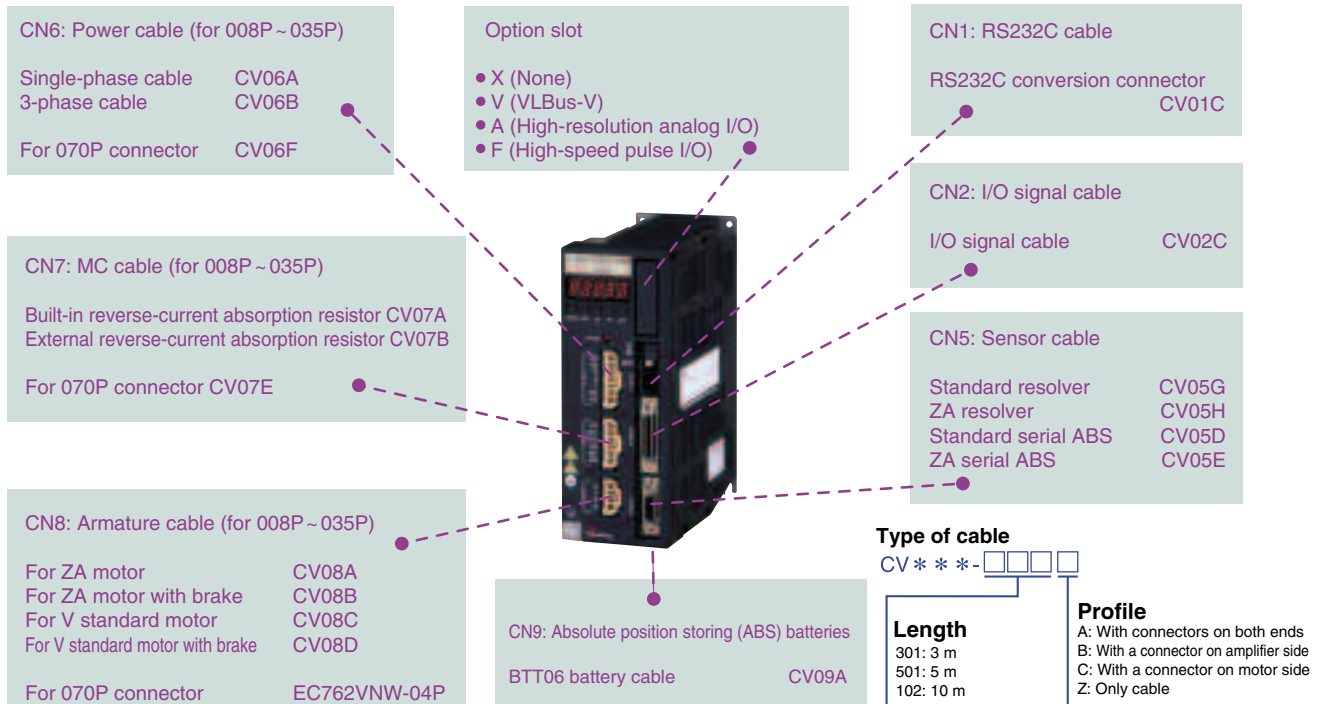 CN6: Power cable (for 008P~035P)
Single-phase cable CV06A
3-phase cable CV06B
For 070P connector CV06F
Option slot
● X (None)
● V (VLBus-V)
● A (High-resolution analog I/O)
● F (High-speed pulse I/O)
CN1: RS232C cable
RS232C conversion connector
CV01C
CN2: I/O signal cable
I/O signal cable CV02C
CN7: MC cable (for 008P~035P)
Built-in reverse-current absorption resistor CV07A
External reverse-current absorption resistor CV07B
For 070P connector CV07E
CN5: Sensor cable
Standard resolver CV05G
ZA resolver CV05H
Standard serial ABS CV05D
ZA serial ABS CV05E
CN8: Armature cable (for 008P~035P)
For ZA motor CV08A
For ZA motor with brake CV08B
For V standard motor CV08C
For V standard motor with brake CV08D
For 070P connector EC762VNW-04P
CN9: Absolute position storing (ABS) batteries
BTT06 battery cable CV09A
Type of cable
CV＊＊＊-□□□□
Length
301: 3 m
501: 5 m
102: 10 m
Profile
A: With connectors on both ends
B: With a connector on amplifier side
C: With a connector on motor side
Z: Only cable